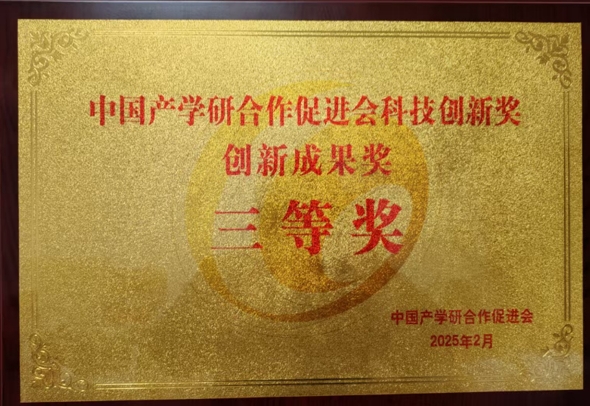 中国产学研合作促进会科技创新奖
创新成果奖
三等奖
中国产学研合作促进会
2025年2月